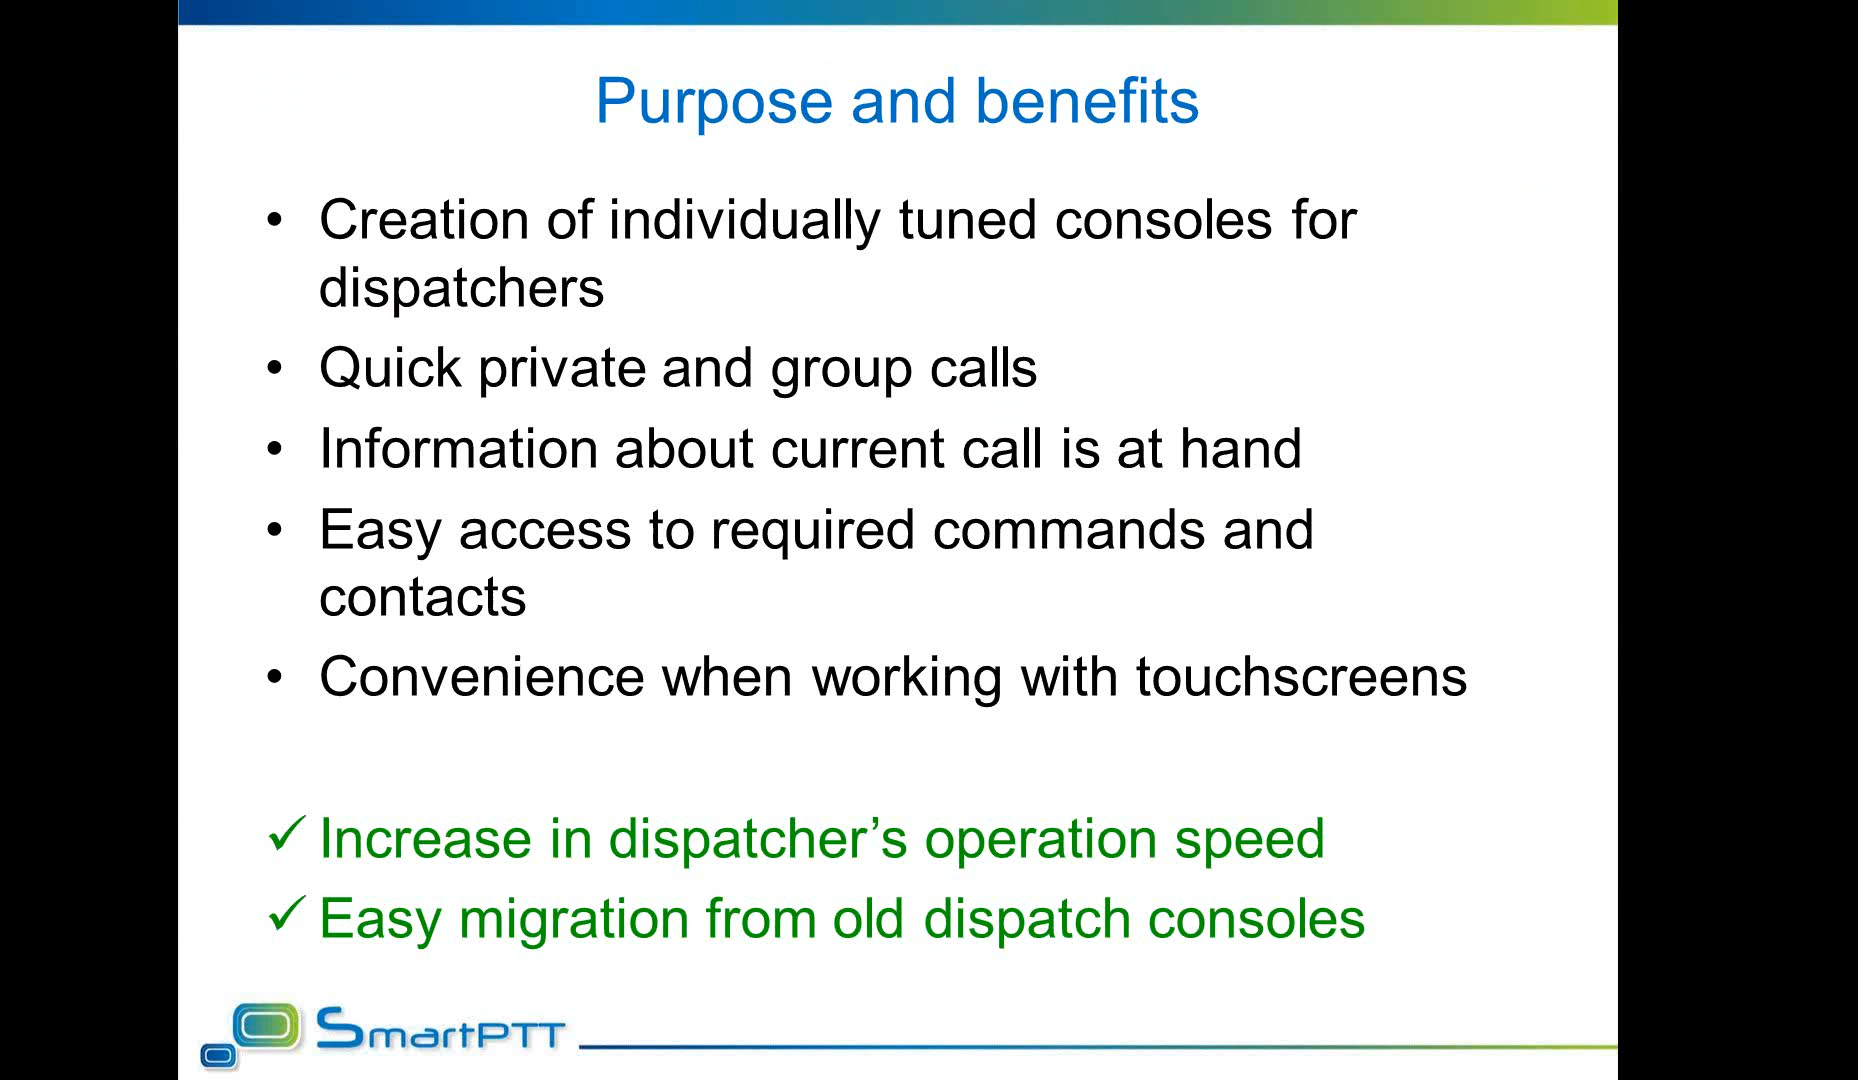 Purpose and benefits
• Creation of individually tuned consoles for
dispatchers
• Quick private and group calls
• Information about current call is at hand
• Easy access to required commands and
contacts
• Convenience when working with touchscreens
✓ Increase in dispatcher’s operation speed
✓ Easy migration from old dispatch consoles
SmartPTT